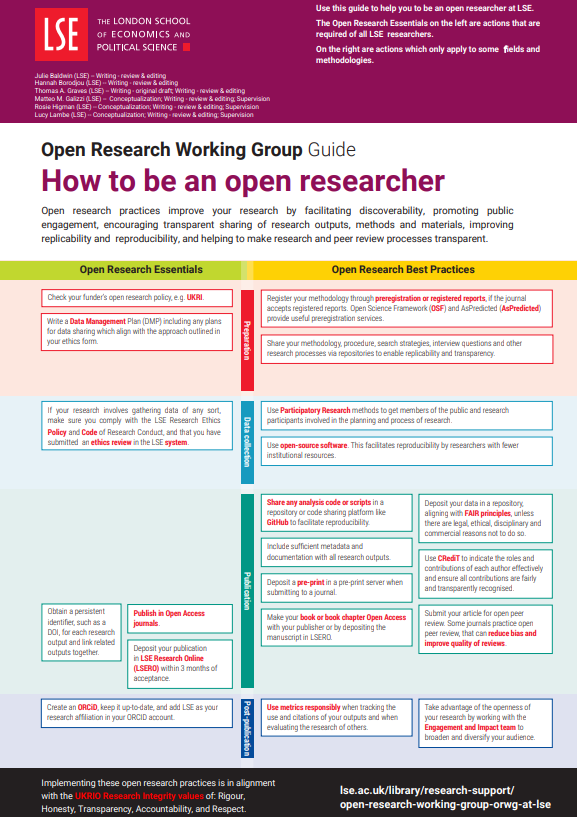 LSE
THE LONDON SCHOOL
OF ECONOMICS AND
POLITICAL SCIENCE
Use this guide to help you to be an open researcher at LSE.
The Open Research Essentials on the left are actions that are
required of all LSE researchers.
On the right are actions which only apply to some fields and
methodologies.
Julie Baldwin (LSE) – Writing - review & editing
Hannah Borodjou (LSE) - Writing - review & editing
Thomas A. Graves (LSE) - Writing - original draft; Writing - review & editing
Matteo M. Galizzi (LSE) – Conceptualization; Writing - review & editing; Supervision
Rosie Higman (LSE) – Conceptualization; Writing - review & editing; Supervision
Lucy Lambe (LSE) – Conceptualization; Writing - review & editing; Supervision
Open Research Working Group Guide
How to be an open researcher
Open research practices improve your research by facilitating discoverability, promoting public
engagement, encouraging transparent sharing of research outputs, methods and materials, improving
replicability and reproducibility, and helping to make research and peer review processes transparent.
Open Research Essentials
Open Research Best Practices
Preparation
Check your funder's open research policy, e.g. UKRI.
Write a Data Management Plan (DMP) including any plans
for data sharing which align with the approach outlined in
your ethics form.
Register your methodology through preregistration or registered reports, if the journal
accepts registered reports. Open Science Framework (OSF) and AsPredicted (AsPredicted)
provide useful preregistration services.
Share your methodology, procedure, search strategies, interview questions and other
research processes via repositories to enable replicability and transparency.
Data collection
If your research involves gathering data of any sort,
make sure you comply with the LSE Research Ethics
Policy and Code of Research Conduct, and that you have
submitted an ethics review in the LSE system.
Use Participatory Research methods to get members of the public and research
participants involved in the planning and process of research.
Use open-source software. This facilitates reproducibility by researchers with fewer
institutional resources.
Publication
Obtain a persistent
identifier, such as a
DOI, for each research
output and link related
outputs together.
Publish in Open Access
journals.
Deposit your publication
in LSE Research Online
(LSERO) within 3 months of
acceptance.
Share any analysis code or scripts in a
repository or code sharing platform like
GitHub to facilitate reproducibility.
Include sufficient metadata and
documentation with all research outputs.
Deposit a pre-print in a pre-print server when
submitting to a journal.
Make your book or book chapter Open Access
with your publisher or by depositing the
manuscript in LSERO.
Deposit your data in a repository,
aligning with FAIR principles, unless
there are legal, ethical, disciplinary and
commercial reasons not to do so.
Use CRediT to indicate the roles and
contributions of each author effectively
and ensure all contributions are fairly
and transparently recognised.
Submit your article for open peer
review. Some journals practice open
peer review, that can reduce bias and
improve quality of reviews.
Post-publication
Create an ORCiD, keep it up-to-date, and add LSE as your
research affiliation in your ORCID account.
Use metrics responsibly when tracking the
use and citations of your outputs and when
evaluating the research of others.
Take advantage of the openness of
your research by working with the
Engagement and Impact team to
broaden and diversify your audience.
Implementing these open research practices is in alignment
with the UKRIO Research Integrity values of: Rigour,
Honesty, Transparency, Accountability, and Respect.
lse.ac.uk/library/research-support/
open-research-working-group-orwg-at-lse